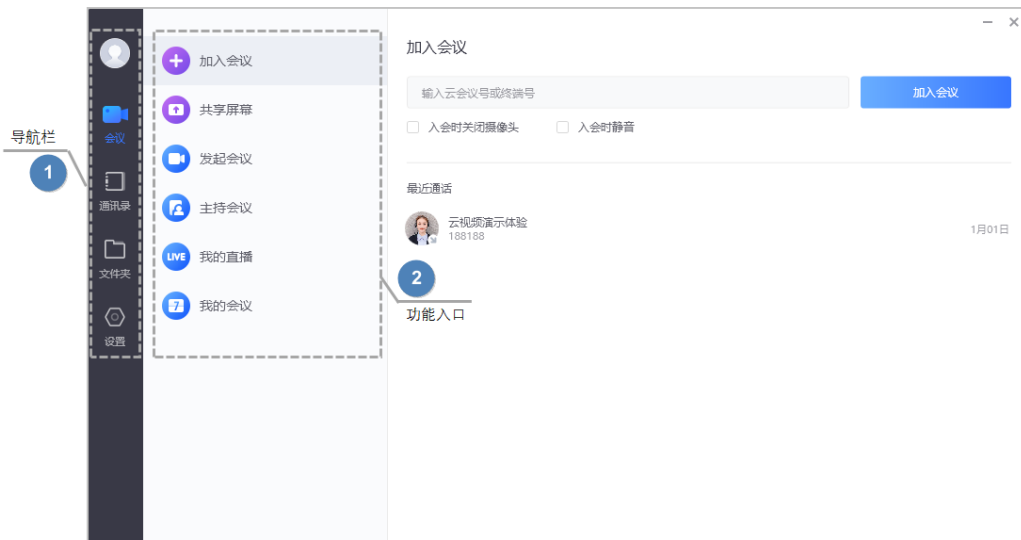 导航栏
1
会议
通讯录
文件夹
设置
加入会议
共享屏幕
发起会议
主持会议
LIVE 我的直播
7 我的会议
2
功能入口
加入会议
输入云会议号或终端号
加入会议
入会时关闭摄像头 入会时静音
最近通话
云视频演示体验
188188
1月01日